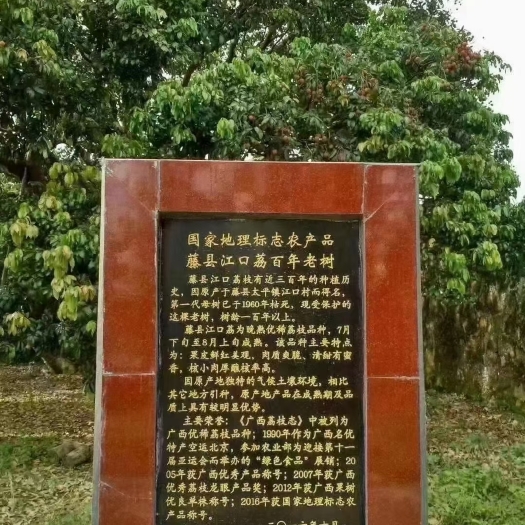 国家地理标志农产品
藤县江口荔百年老树
藤县江口荔枝有近三百年的种植历
史，因原产于藤县太平镇江口村而得名，
第一代母树已于1960年枯死，现受保护的
这棵老树，树龄一百年以上。
藤县江口荔为晚熟优稀荔枝品种，7月
下旬至8月上旬成熟。该品种主要特点
为：果皮鲜红美观，肉质爽脆、清甜有蜜
香，核小肉厚雕核率高。
因原产地独特的气候土壤环境，相比
其它地方引种，原产地产品在成熟期及品
质上具有较明显优势。
主要荣誉：《广西荔枝志》中被列为
广西优稀荔枝品种；1990年作为广西名优
特产空运北京，参加农业部为迎接第十一
届亚运会而举办的“绿色食品”展销；20
05年获广西优秀产品称号；2007年获广西
优秀荔枝龙眼产品奖；2012年获广西果树
优良单株称号；2016年获国家地理标志农
产品称号。